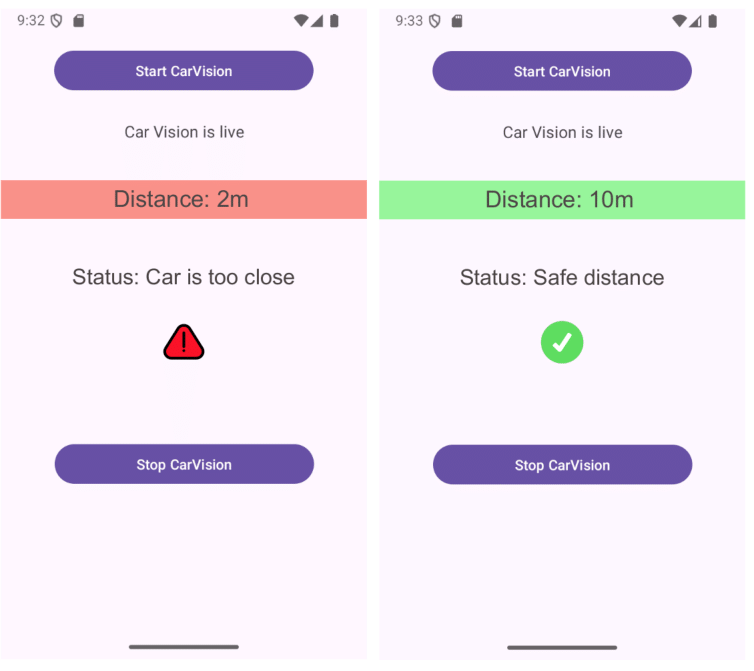 9:32
Start CarVision
Car Vision is live
Distance: 2m
Status: Car is too close
Stop CarVision
9:33
Start CarVision
Car Vision is live
Distance: 10m
Status: Safe distance
Stop CarVision